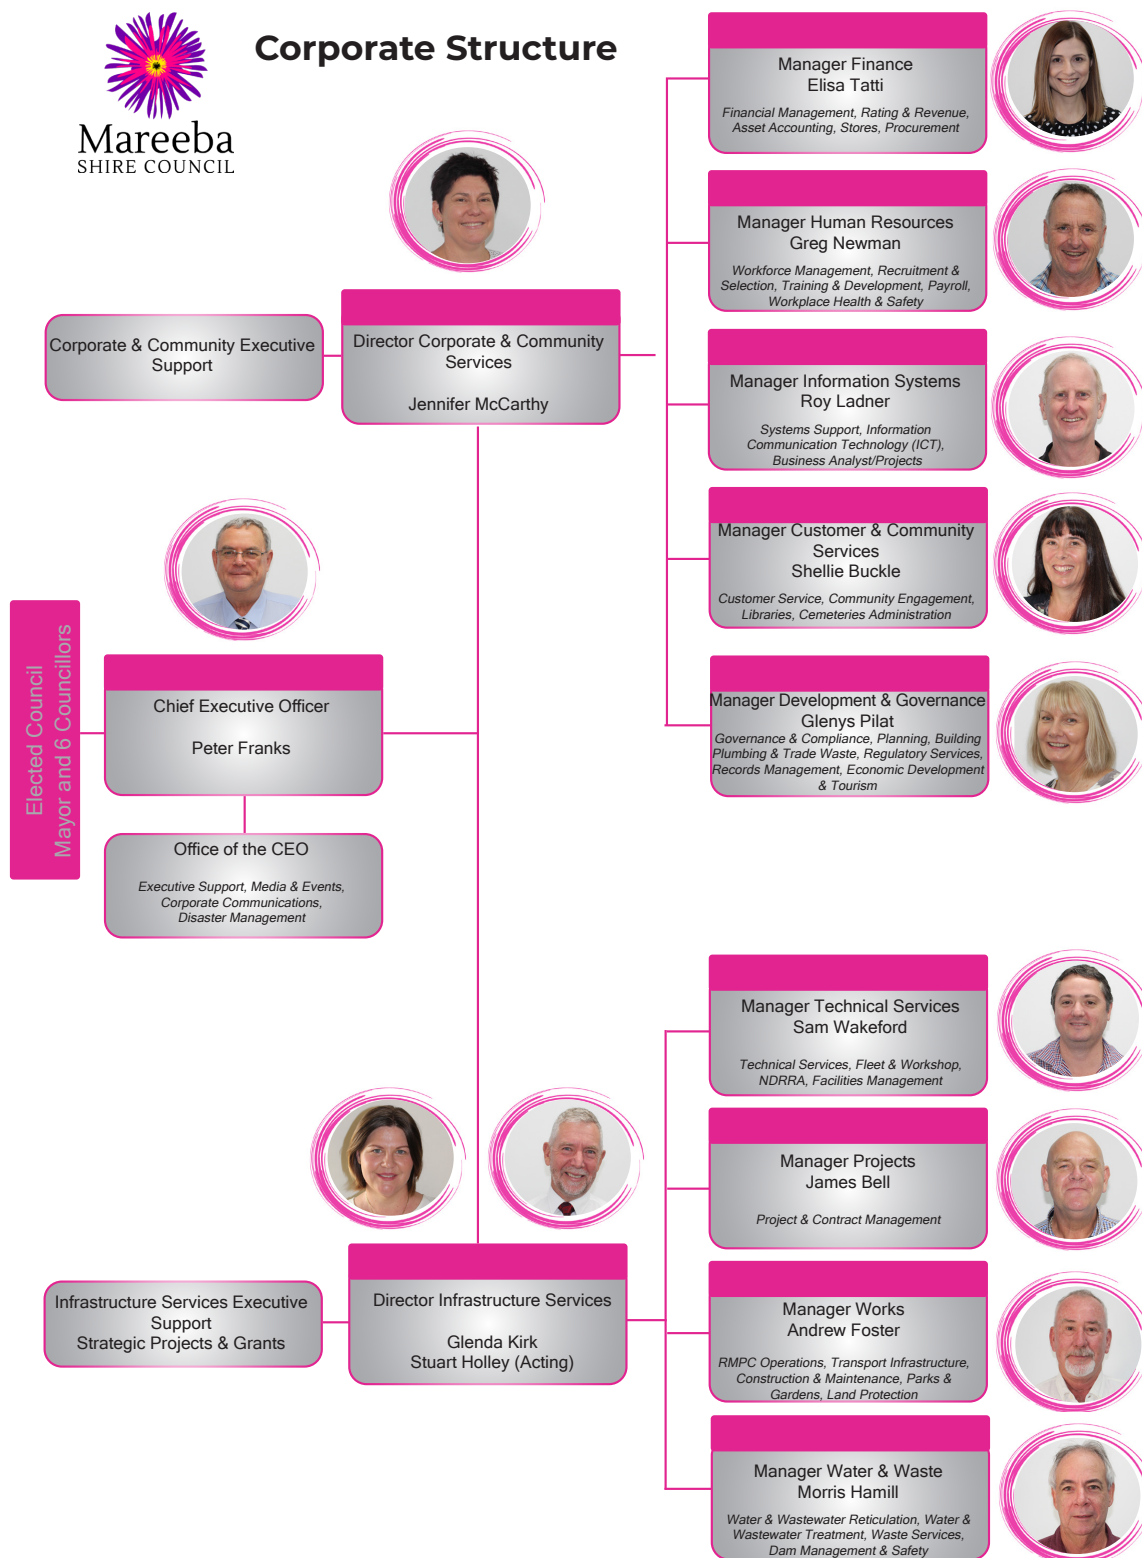 Corporate Structure
Mareeba
SHIRE COUNCIL
Manager Finance
Elisa Tatti
Financial Management, Rating & Revenue,
Asset Accounting, Stores, Procurement
Manager Human Resources
Greg Newman
Workforce Management, Recruitment &
Selection, Training & Development, Payroll,
Workplace Health & Safety
Corporate & Community Executive
Support
Director Corporate & Community
Services
Jennifer McCarthy
Manager Information Systems
Roy Ladner
Systems Support, Information
Communication Technology (ICT),
Business Analyst/Projects
Manager Customer & Community
Services
Shellie Buckle
Customer Service, Community Engagement,
Libraries, Cemeteries Administration
Elected Council
Mayor and 6 Councillors
Chief Executive Officer
Peter Franks
Manager Development & Governance
Glenys Pilat
Governance & Compliance, Planning, Building
Plumbing & Trade Waste, Regulatory Services,
Records Management, Economic Development
& Tourism
Office of the CEO
Executive Support, Media & Events,
Corporate Communications,
Disaster Management
Manager Technical Services
Sam Wakeford
Technical Services, Fleet & Workshop,
NDRRA, Facilities Management
Manager Projects
James Bell
Project & Contract Management
Infrastructure Services Executive
Support
Strategic Projects & Grants
Director Infrastructure Services
Glenda Kirk
Stuart Holley (Acting)
Manager Works
Andrew Foster
RMPC Operations, Transport Infrastructure,
Construction & Maintenance, Parks &
Gardens, Land Protection
Manager Water & Waste
Morris Hamill
Water & Wastewater Reticulation, Water &
Wastewater Treatment, Waste Services,
Dam Management & Safety